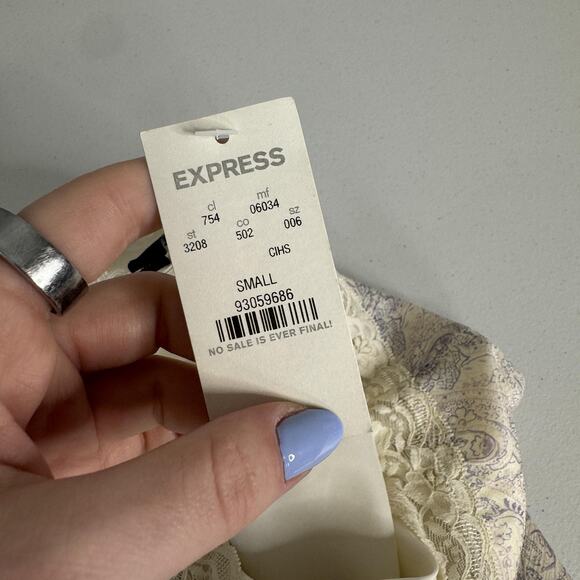 EXPRESS
cl mf
754 06034
st co sz
3208 502 006
CIHS
SMALL
93059686
NO SALE IS EVER FINAL!